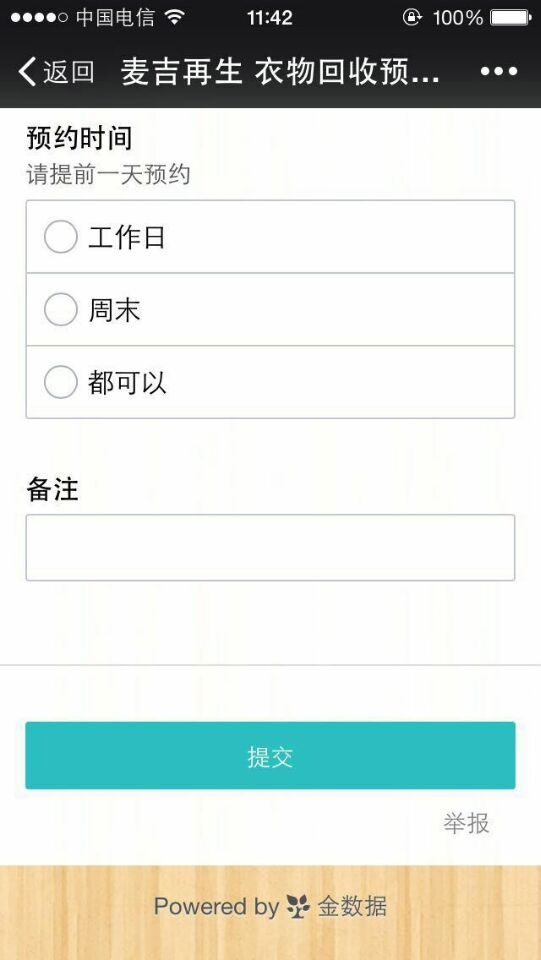 中国电信 11:42 100%
返回 麦吉再生 衣物回收预...
预约时间
请提前一天预约
工作日
周末
都可以
备注
提交
举报
Powered by 金数据